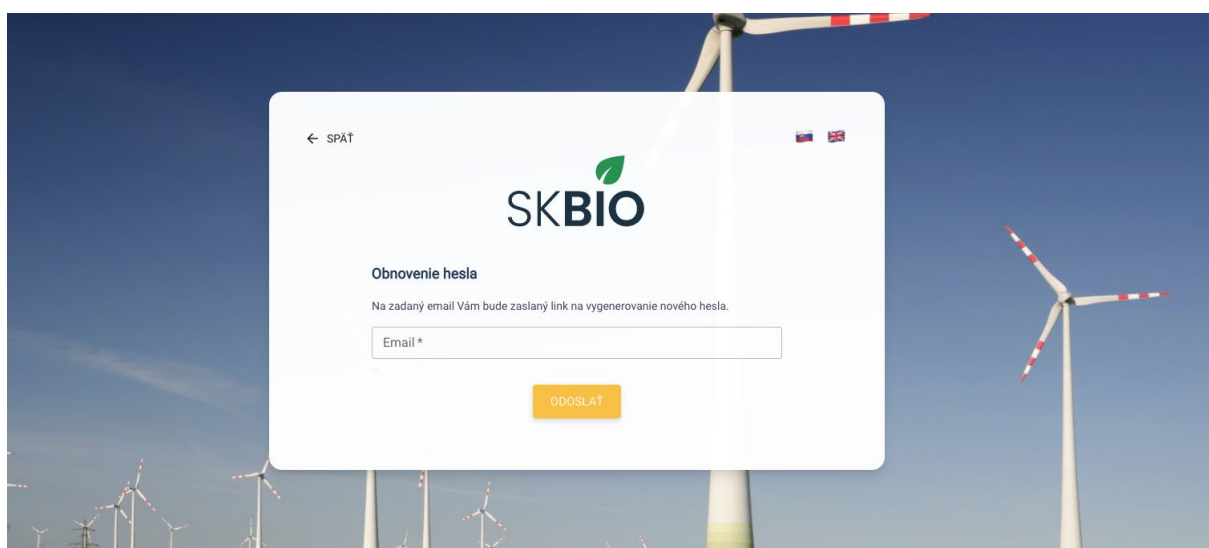 SPÄŤ
SKBIO
Obnovenie hesla
Na zadaný email Vám bude zaslaný link na vygenerovanie nového hesla.
Email *
ODOSLAŤ